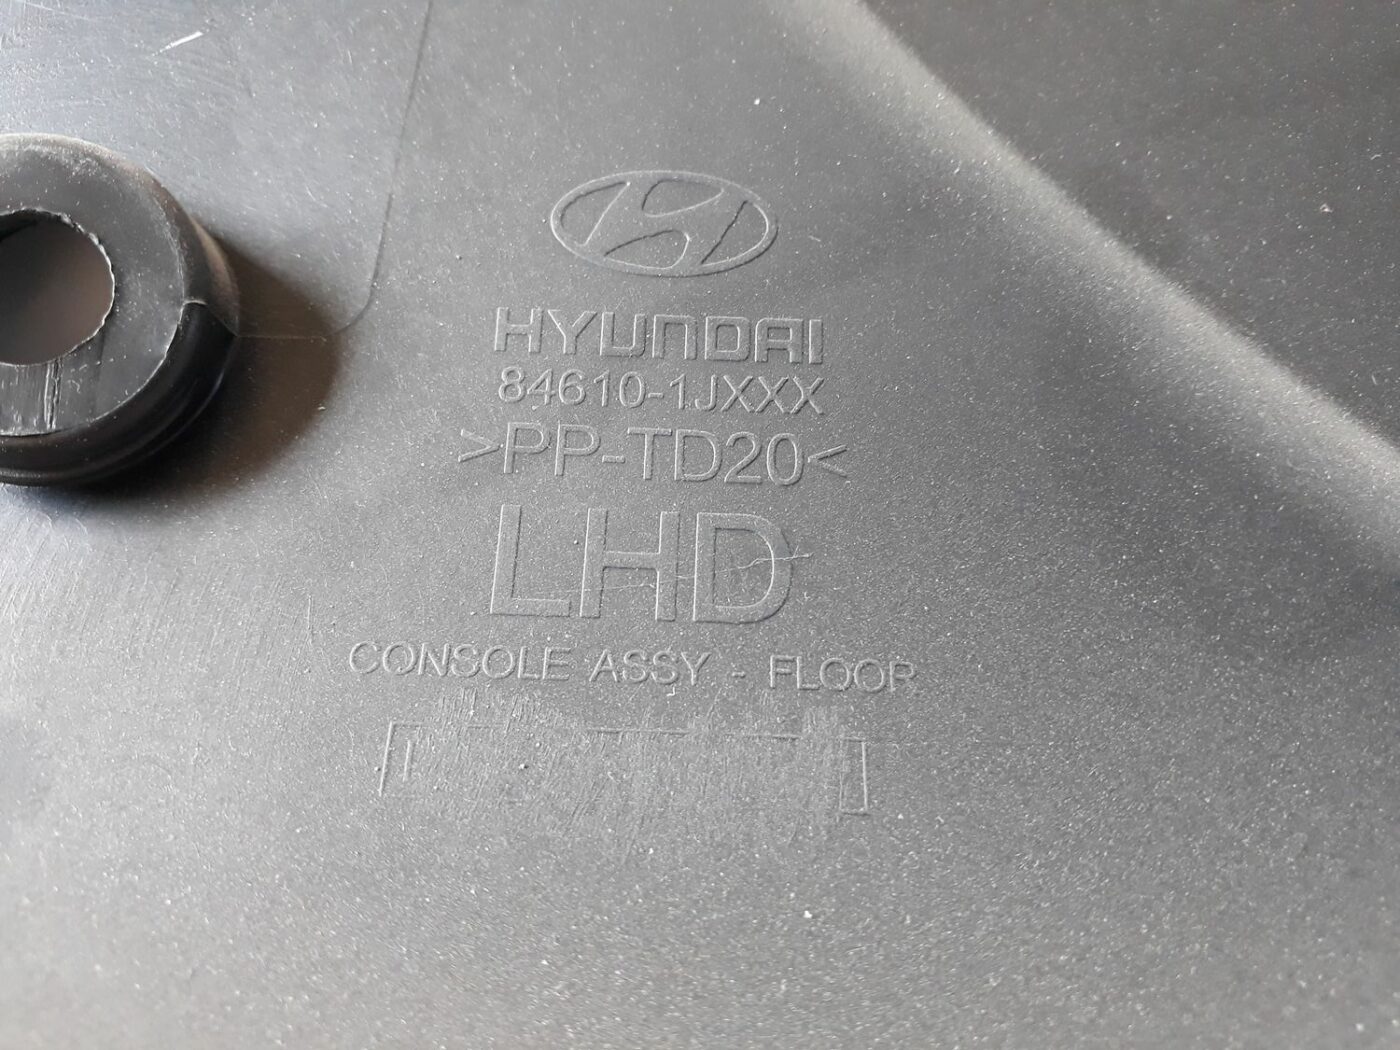 HYUNDAI
84610-1JXXX
>PP-TD20<
LHD
CONSOLE ASSY - FLOOR